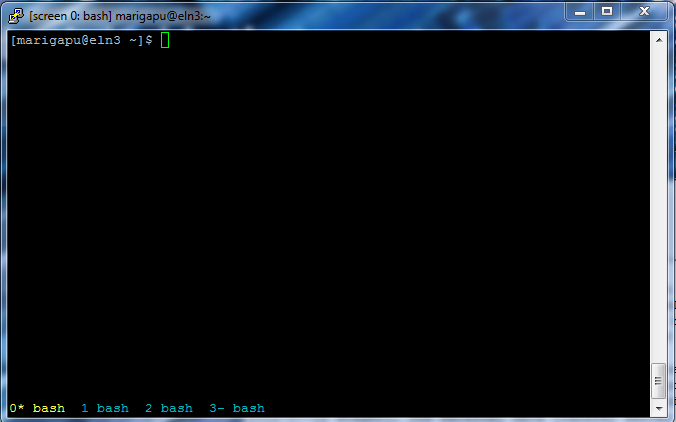 [screen 0: bash] marigapu@eln3:~
[marigapu@eln3 ~]$
0* bash  1 bash  2 bash  3- bash